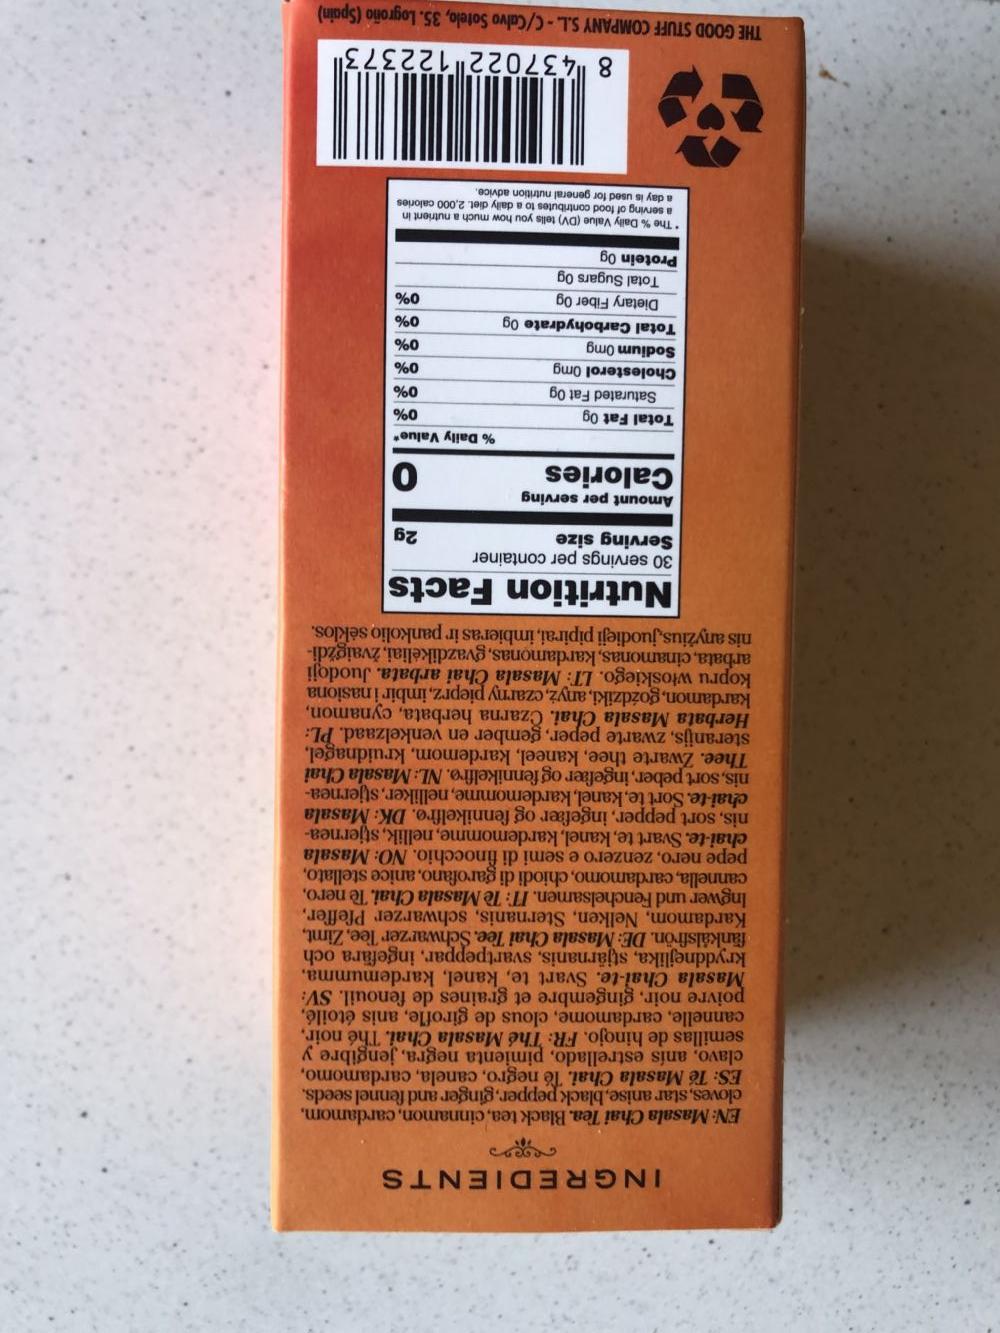 INGREDIENTS
EN: Masala Chai Tea. Black tea, cinnamon, cardamom,
cloves, star anise, black pepper, ginger and fennel seeds.
ES: Té Masala Chai. Té negro, canela, cardamomo,
clavo, anís estrellado, pimienta negra, jengibre y
semillas de hinojo. FR: Thé Masala Chai. Thé noir,
cannelle, cardamome, clous de girofle, anis étoilé,
poivre noir, gingembre et graines de fenouil. SV:
Masala Chai-te. Svart te, kanel, kardemumma,
kryddnejlika, stjärnanis, svartpeppar, ingefära och
fänkålsfrön. DE: Masala Chai Tee. Schwarzer Tee, Zimt,
Kardamom, Nelken, Sternanis, schwarzer Pfeffer,
Ingwer und Fenchelsamen. IT: Tè Masala Chai. Tè nero,
cannella, cardamomo, chiodi di garofano, anice stellato,
pepe nero, zenzero e semi di finocchio. NO: Masala
chai-te. Svart te, kanel, kardemomme, nellik, stjernea-
nis, sort pepper, ingefær og fennikelfrø. DK: Masala
chai-te. Sort te, kanel, kardemomme, nelliker, stjernea-
nis, sort peber, ingefær og fennikelfrø. NL: Masala Chai
Thee. Zwarte thee, kaneel, kardemom, kruidnagel,
steranijs, zwarte peper, gember en venkelzaad. PL:
Herbata Masala Chai. Czarna herbata, cynamon,
kardamon, goździki, anyż, czarny pieprz, imbir i nasiona
kopru włoskiego. LT: Masala Chai arbata. Juodoji
arbata, cinamonas, kardamonas, gvazdikėliai, žvaigždi-
nis anyžius, juodieji pipirai, imbieras ir pankolio sėklos.
Nutrition Facts
30 servings per container
Serving size 2g
Amount per serving
Calories 0
% Daily Value*
Total Fat 0g 0%
Saturated Fat 0g 0%
Cholesterol 0mg 0%
Sodium 0mg 0%
Total Carbohydrate 0g 0%
Dietary Fiber 0g 0%
Total Sugars 0g
Protein 0g
* The % Daily Value (DV) tells you how much a nutrient in
a serving of food contributes to a daily diet. 2,000 calories
a day is used for general nutrition advice.
8 437022 122373
THE GOOD STUFF COMPANY S.L. - C/Calvo Sotelo, 35. Logroño (Spain)